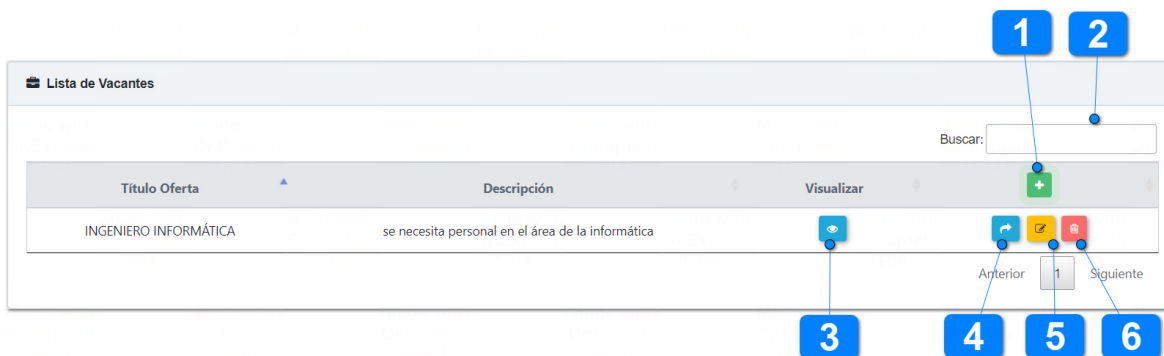 1 2
Lista de Vacantes
Buscar:
Título Oferta Descripción Visualizar
INGENIERO INFORMÁTICA se necesita personal en el área de la informática
Anterior 1 Siguiente
3 4 5 6